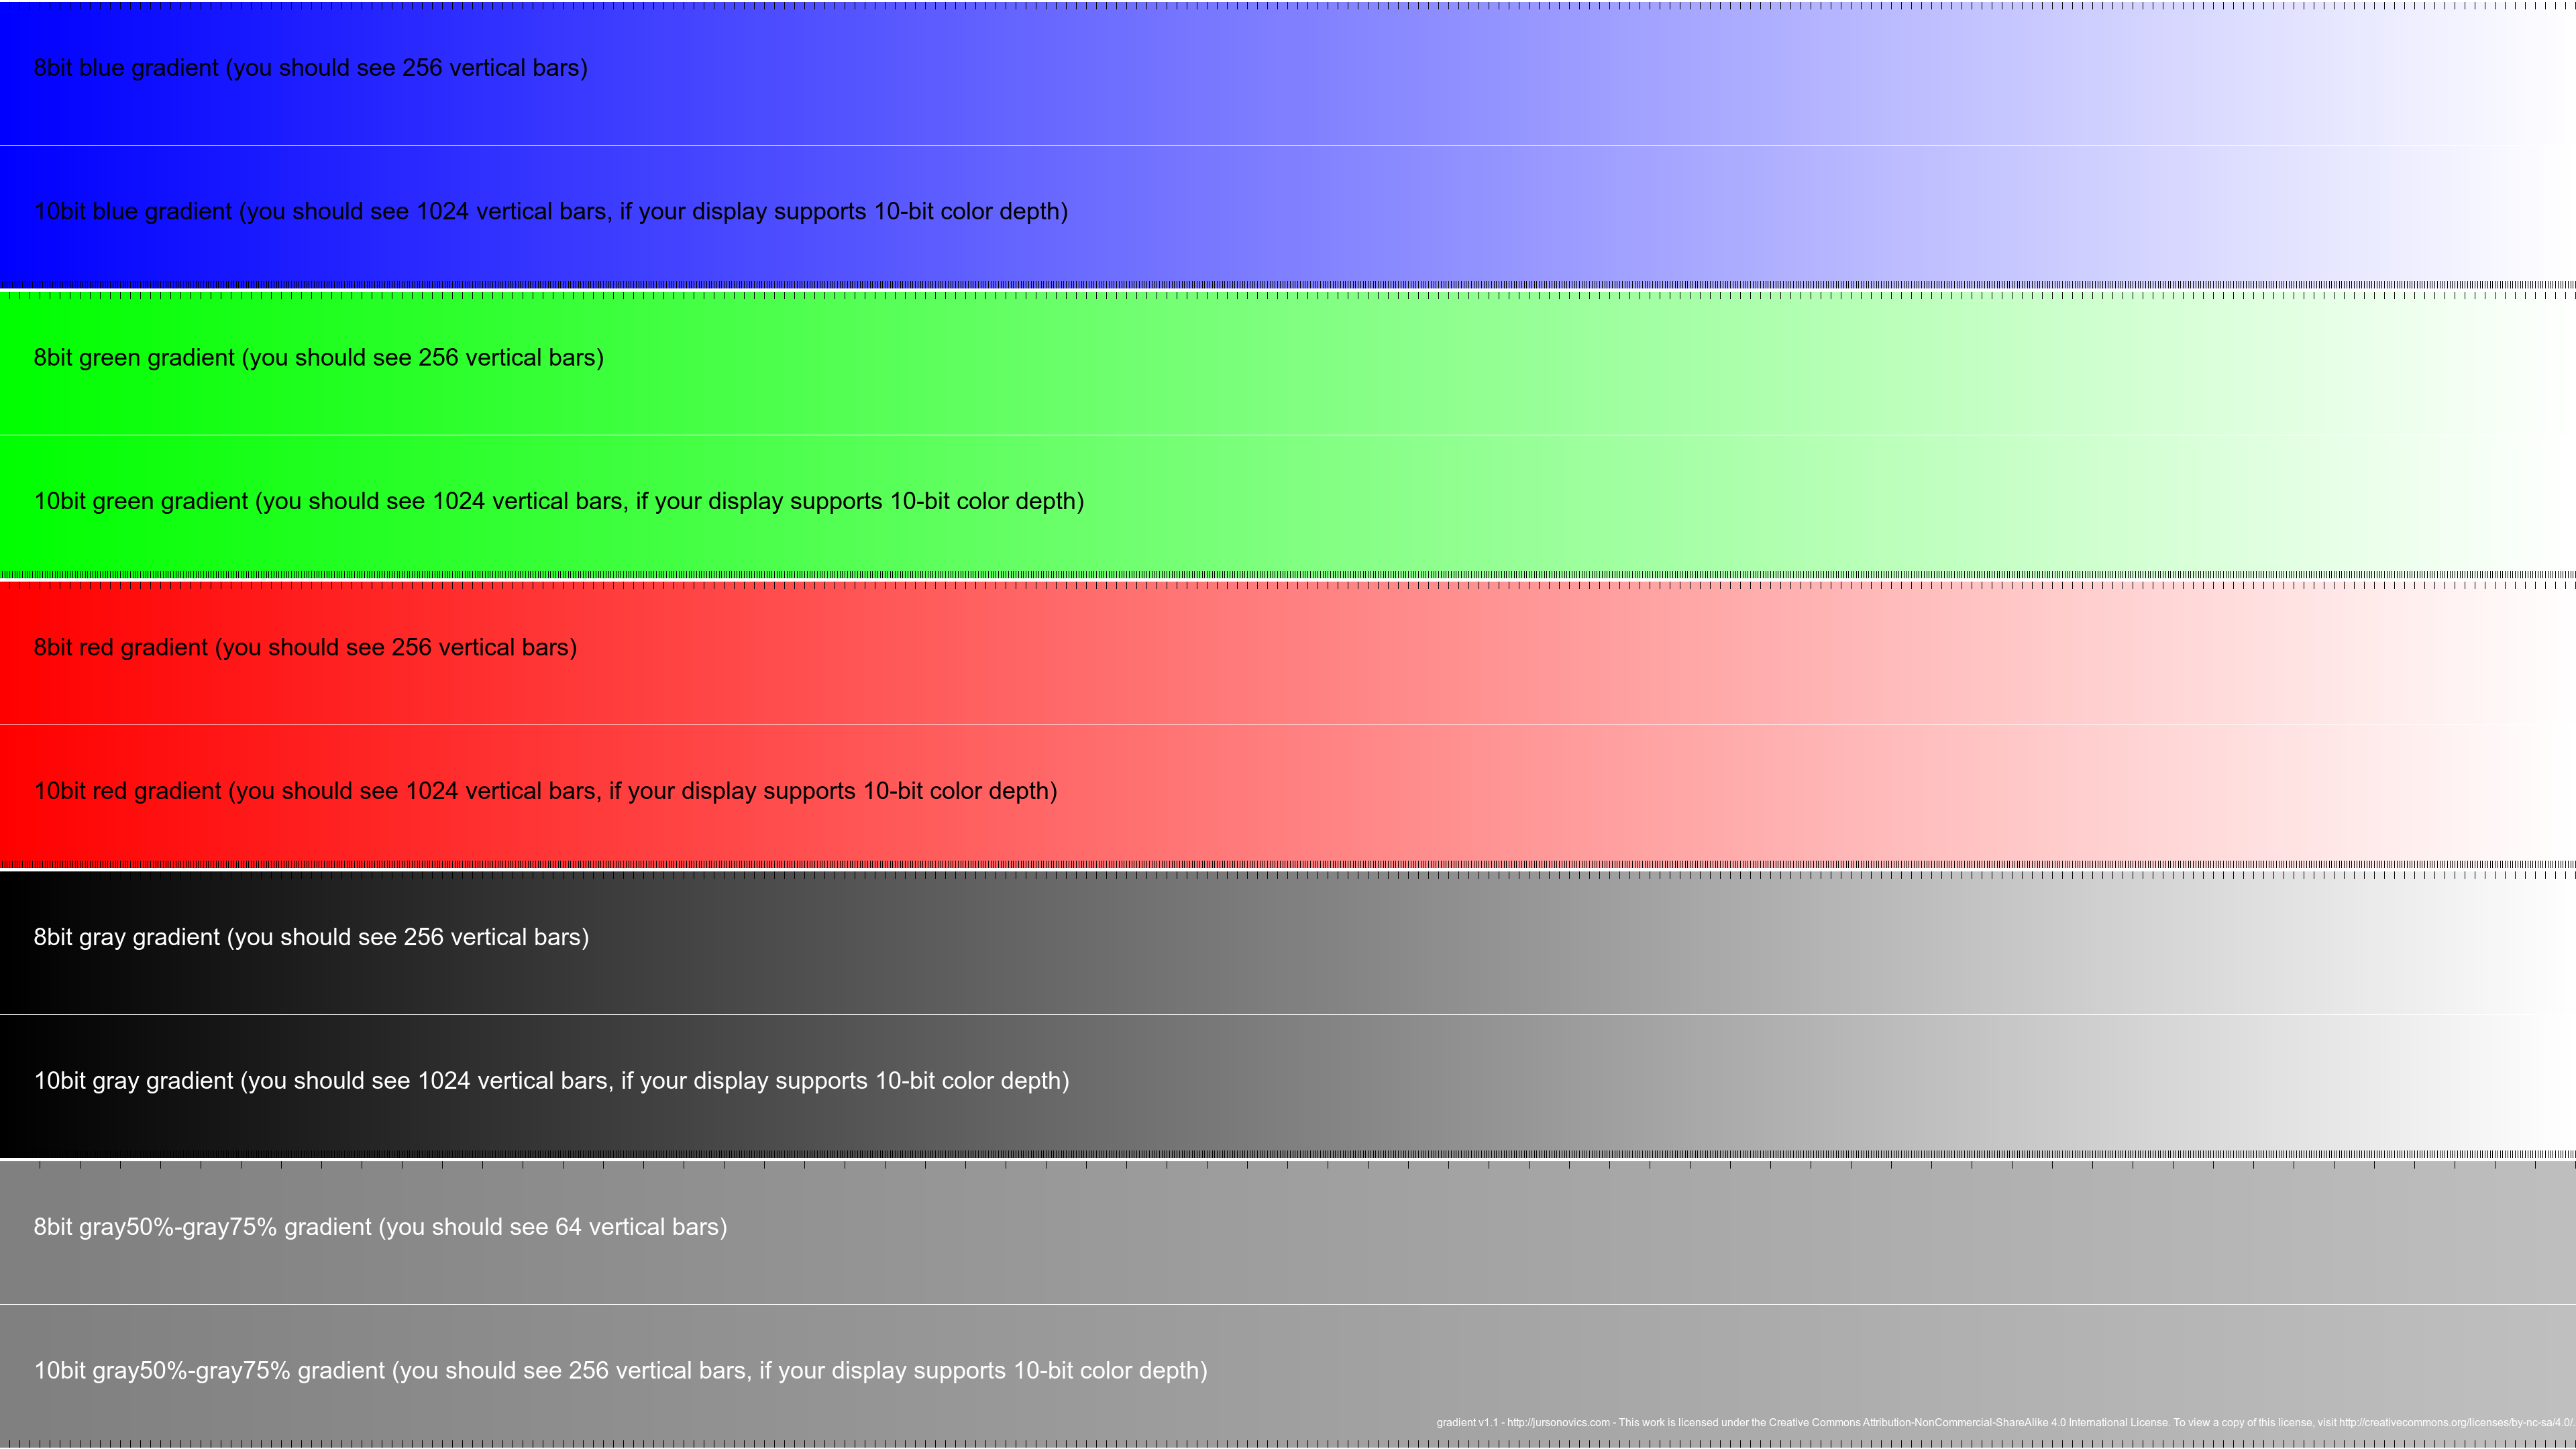 8bit blue gradient (you should see 256 vertical bars)
10bit blue gradient (you should see 1024 vertical bars, if your display supports 10-bit color depth)
8bit green gradient (you should see 256 vertical bars)
10bit green gradient (you should see 1024 vertical bars, if your display supports 10-bit color depth)
8bit red gradient (you should see 256 vertical bars)
10bit red gradient (you should see 1024 vertical bars, if your display supports 10-bit color depth)
8bit gray gradient (you should see 256 vertical bars)
10bit gray gradient (you should see 1024 vertical bars, if your display supports 10-bit color depth)
8bit gray50%-gray75% gradient (you should see 64 vertical bars)
10bit gray50%-gray75% gradient (you should see 256 vertical bars, if your display supports 10-bit color depth)
gradient v1.1 - http://jursonovics.com - This work is licensed under the Creative Commons Attribution-NonCommercial-ShareAlike 4.0 International License. To view a copy of this license, visit http://creativecommons.org/licenses/by-nc-sa/4.0/.